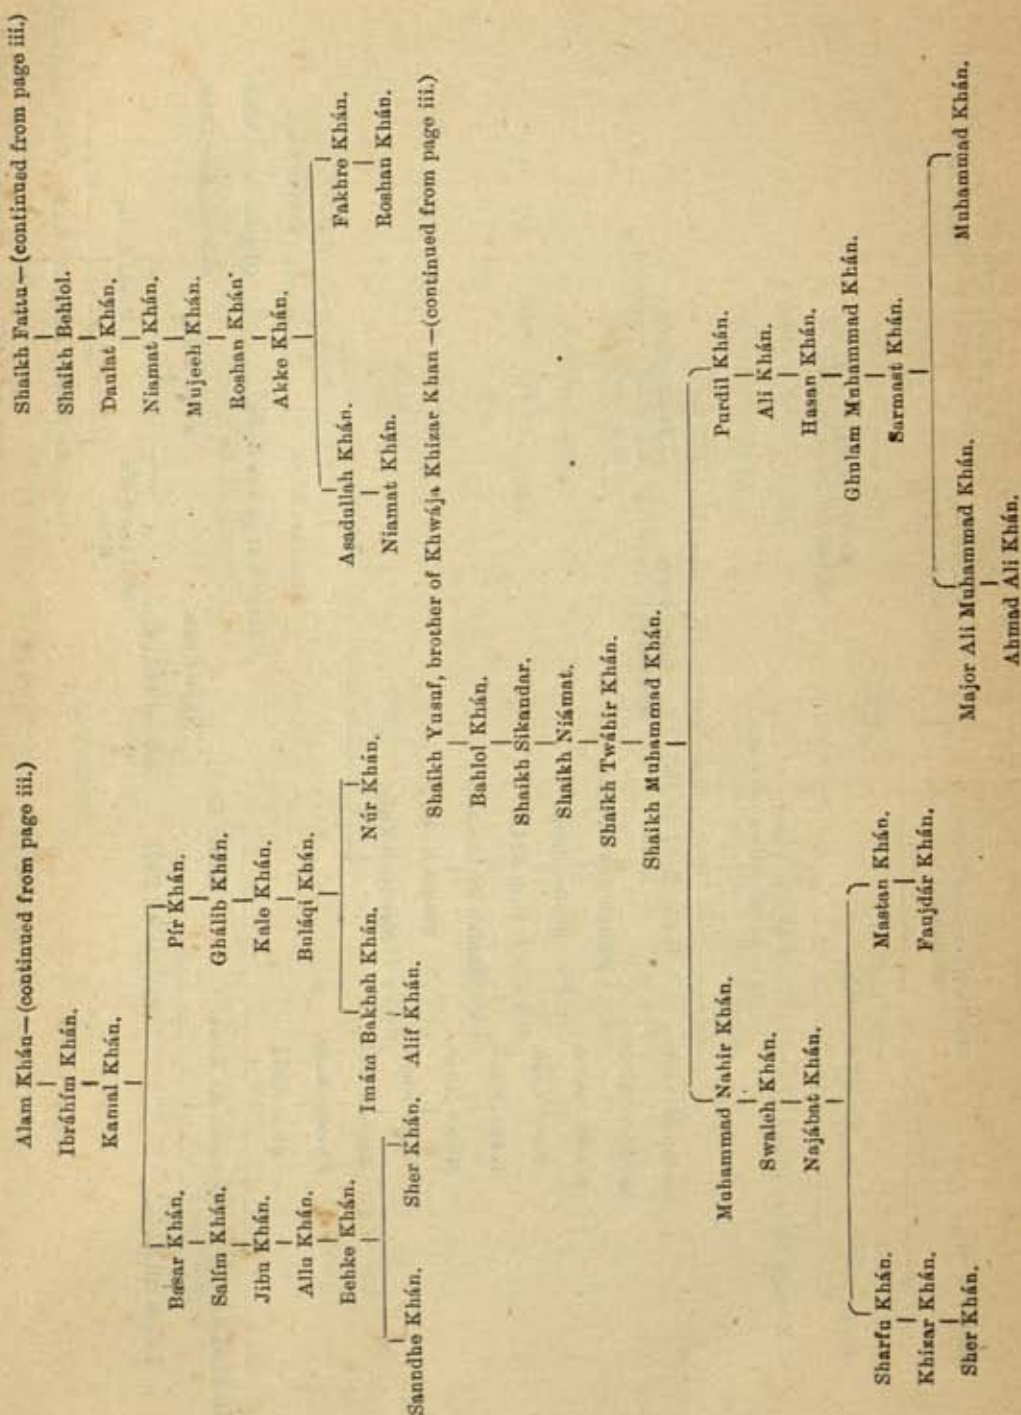 Alam Khán—(continued from page iii.)
Ibráhím Khán.
Kamal Khán.
Básar Khán.
Salím Khán.
Jibu Khán.
Allu Khán.
Behke Khán.
Sanndhe Khán.
Sher Khán.
Pír Khán.
Ghálib Khán.
Kale Khán.
Buláqi Khán.
Imám Bakhah Khán.
Alif Khán.
Núr Khán.
Shaikh Fattu—(continued from page iii.)
Shaikh Behlol.
Daulat Khán.
Niamat Khán.
Mujeeh Khán.
Roshan Khán
Akke Khán.
Asadullah Khán.
Niamat Khán.
Fakhre Khán.
Roshan Khán.
Shaikh Yusuf, brother of Khwája Khizar Khan—(continued from page iii.)
Bahlol Khán.
Shaikh Sikandar.
Shaikh Niámat.
Shaikh Twáhir Khán.
Shaikh Muhammad Khán.
Muhammad Nahir Khán.
Swaleh Khán.
Najábat Khán.
Sharfu Khán.
Khizar Khán.
Sher Khán.
Mastan Khán.
Faujdár Khán.
Purdil Khán.
Ali Khán.
Hasan Khán.
Ghulam Muhammad Khán.
Sarmast Khán.
Major Ali Muhammad Khán.
Ahmad Ali Khán.
Muhammad Khán.